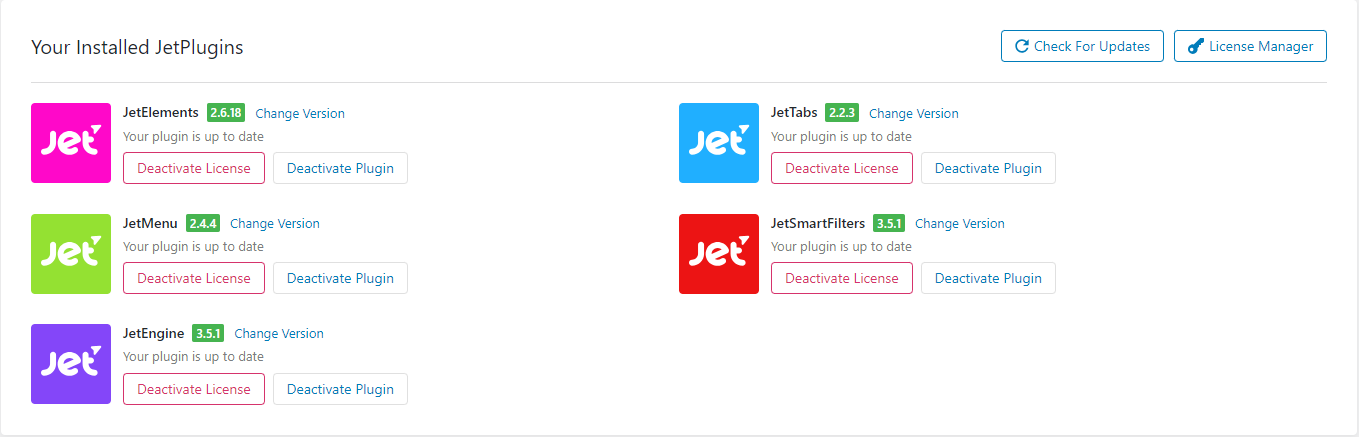 Your Installed JetPlugins
Check For Updates
License Manager
Jet
JetElements 2.6.18 Change Version
Your plugin is up to date
Deactivate License Deactivate Plugin
Jet
JetTabs 2.2.3 Change Version
Your plugin is up to date
Deactivate License Deactivate Plugin
Jet
JetMenu 2.4.4 Change Version
Your plugin is up to date
Deactivate License Deactivate Plugin
Jet
JetSmartFilters 3.5.1 Change Version
Your plugin is up to date
Deactivate License Deactivate Plugin
Jet
JetEngine 3.5.1 Change Version
Your plugin is up to date
Deactivate License Deactivate Plugin